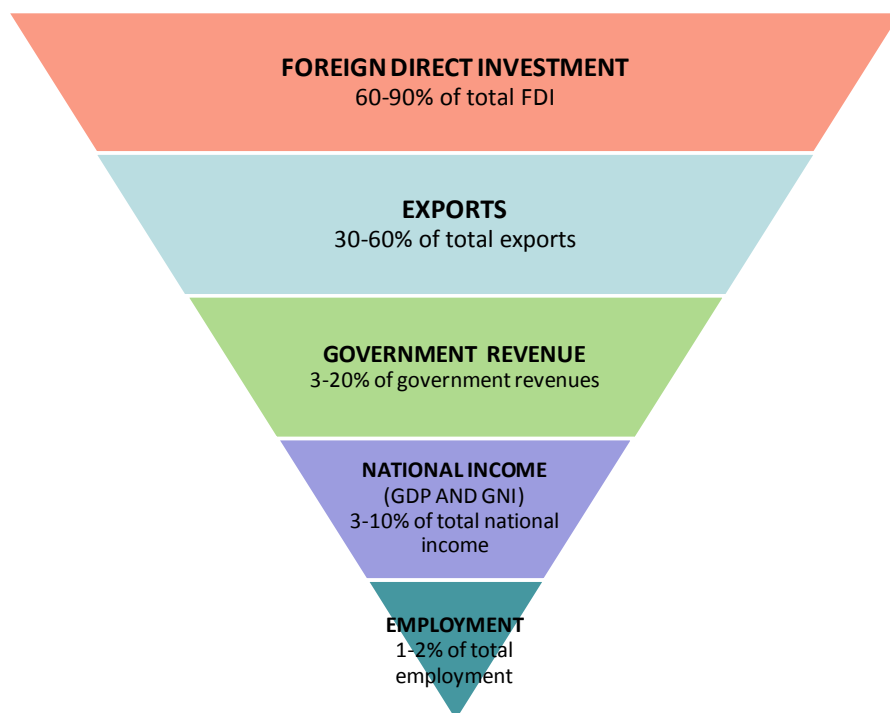 FOREIGN DIRECT INVESTMENT
60-90% of total FDI
EXPORTS
30-60% of total exports
GOVERNMENT REVENUE
3-20% of government revenues
NATIONAL INCOME
(GDP AND GNI)
3-10% of total national
income
EMPLOYMENT
1-2% of total
employment